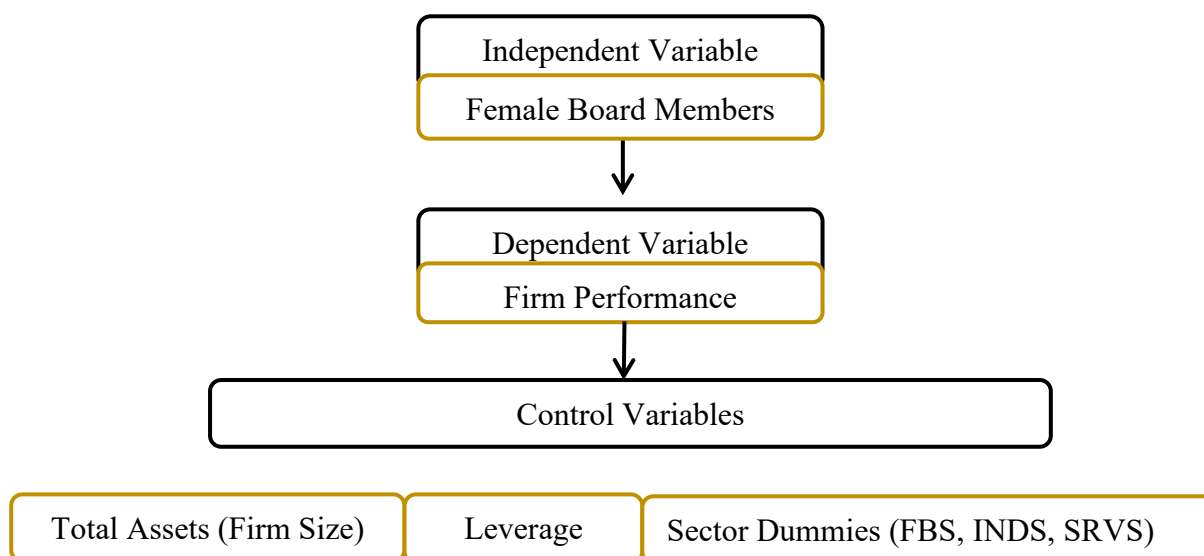 Independent Variable
Female Board Members
Dependent Variable
Firm Performance
Control Variables
Total Assets (Firm Size) Leverage Sector Dummies (FBS, INDS, SRVS)